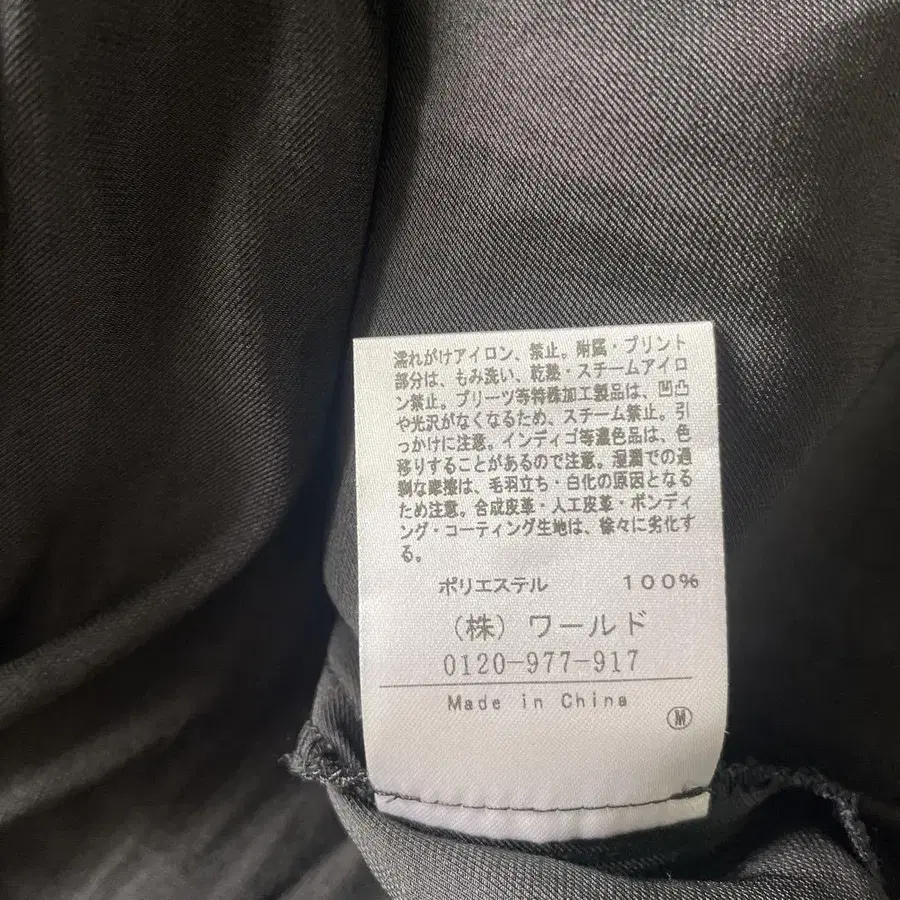 濡れがけアイロン、禁止。附属・プリント
部分は、もみ洗い、乾熱・スチームアイロ
ン禁止。プリーツ等特殊加工製品は、凹凸
や光沢がなくなるため、スチーム禁止。引
っかけに注意。インディゴ等濃色品は、色
移りすることがあるので注意。湿潤での過
剰な摩擦は、毛羽立ち・白化の原因となる
ため注意。合成皮革・人工皮革・ボンディ
ング・コーティング生地は、徐々に劣化す
る。
ポリエステル 100%
(株)ワールド
0120-977-917
Made in China
Ⓜ